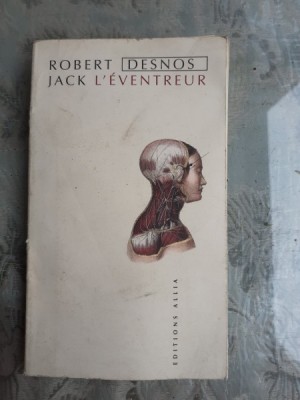 ROBERT DESNOS
JACK L'ÉVENTREUR
EDITIONS ALLIA